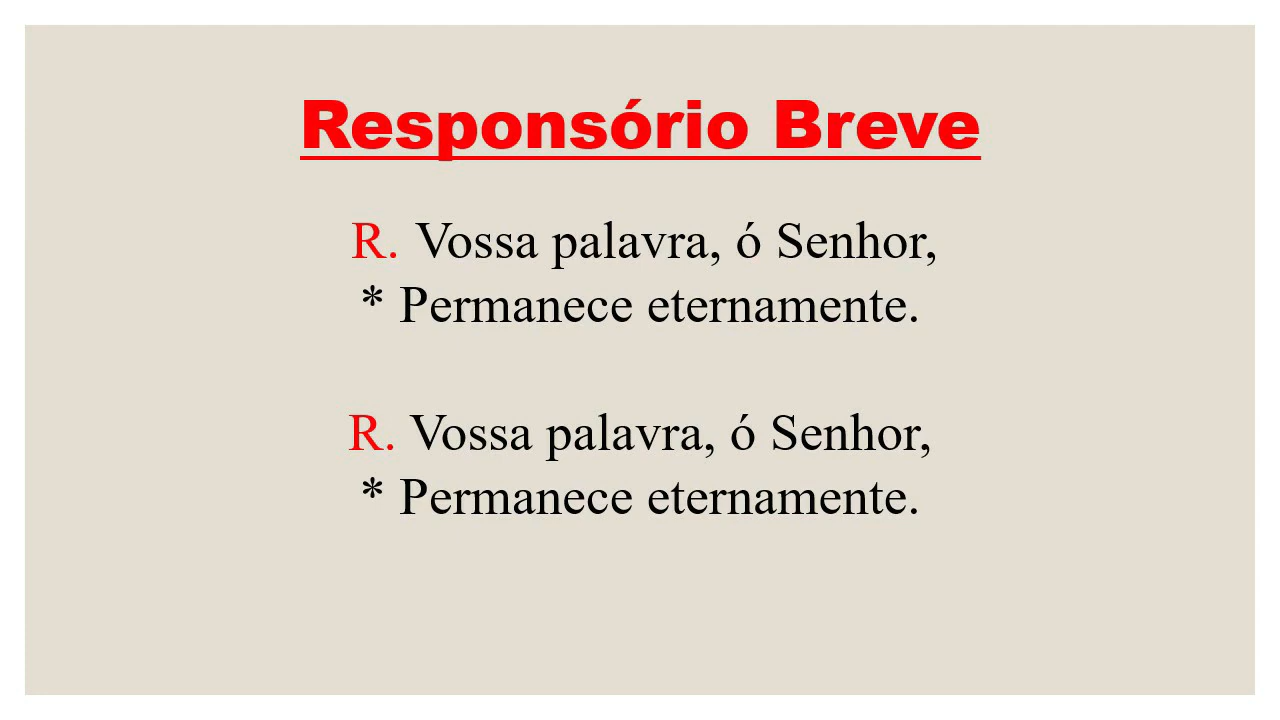 Responsório Breve
R. Vossa palavra, ó Senhor,
* Permanece eternamente.
R. Vossa palavra, ó Senhor,
* Permanece eternamente.